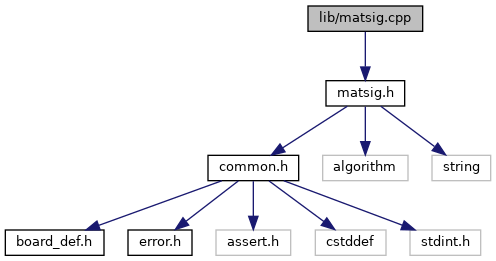 lib/matsig.cpp
matsig.h
common.h
algorithm
string
board_def.h
error.h
assert.h
cstddef
stdint.h